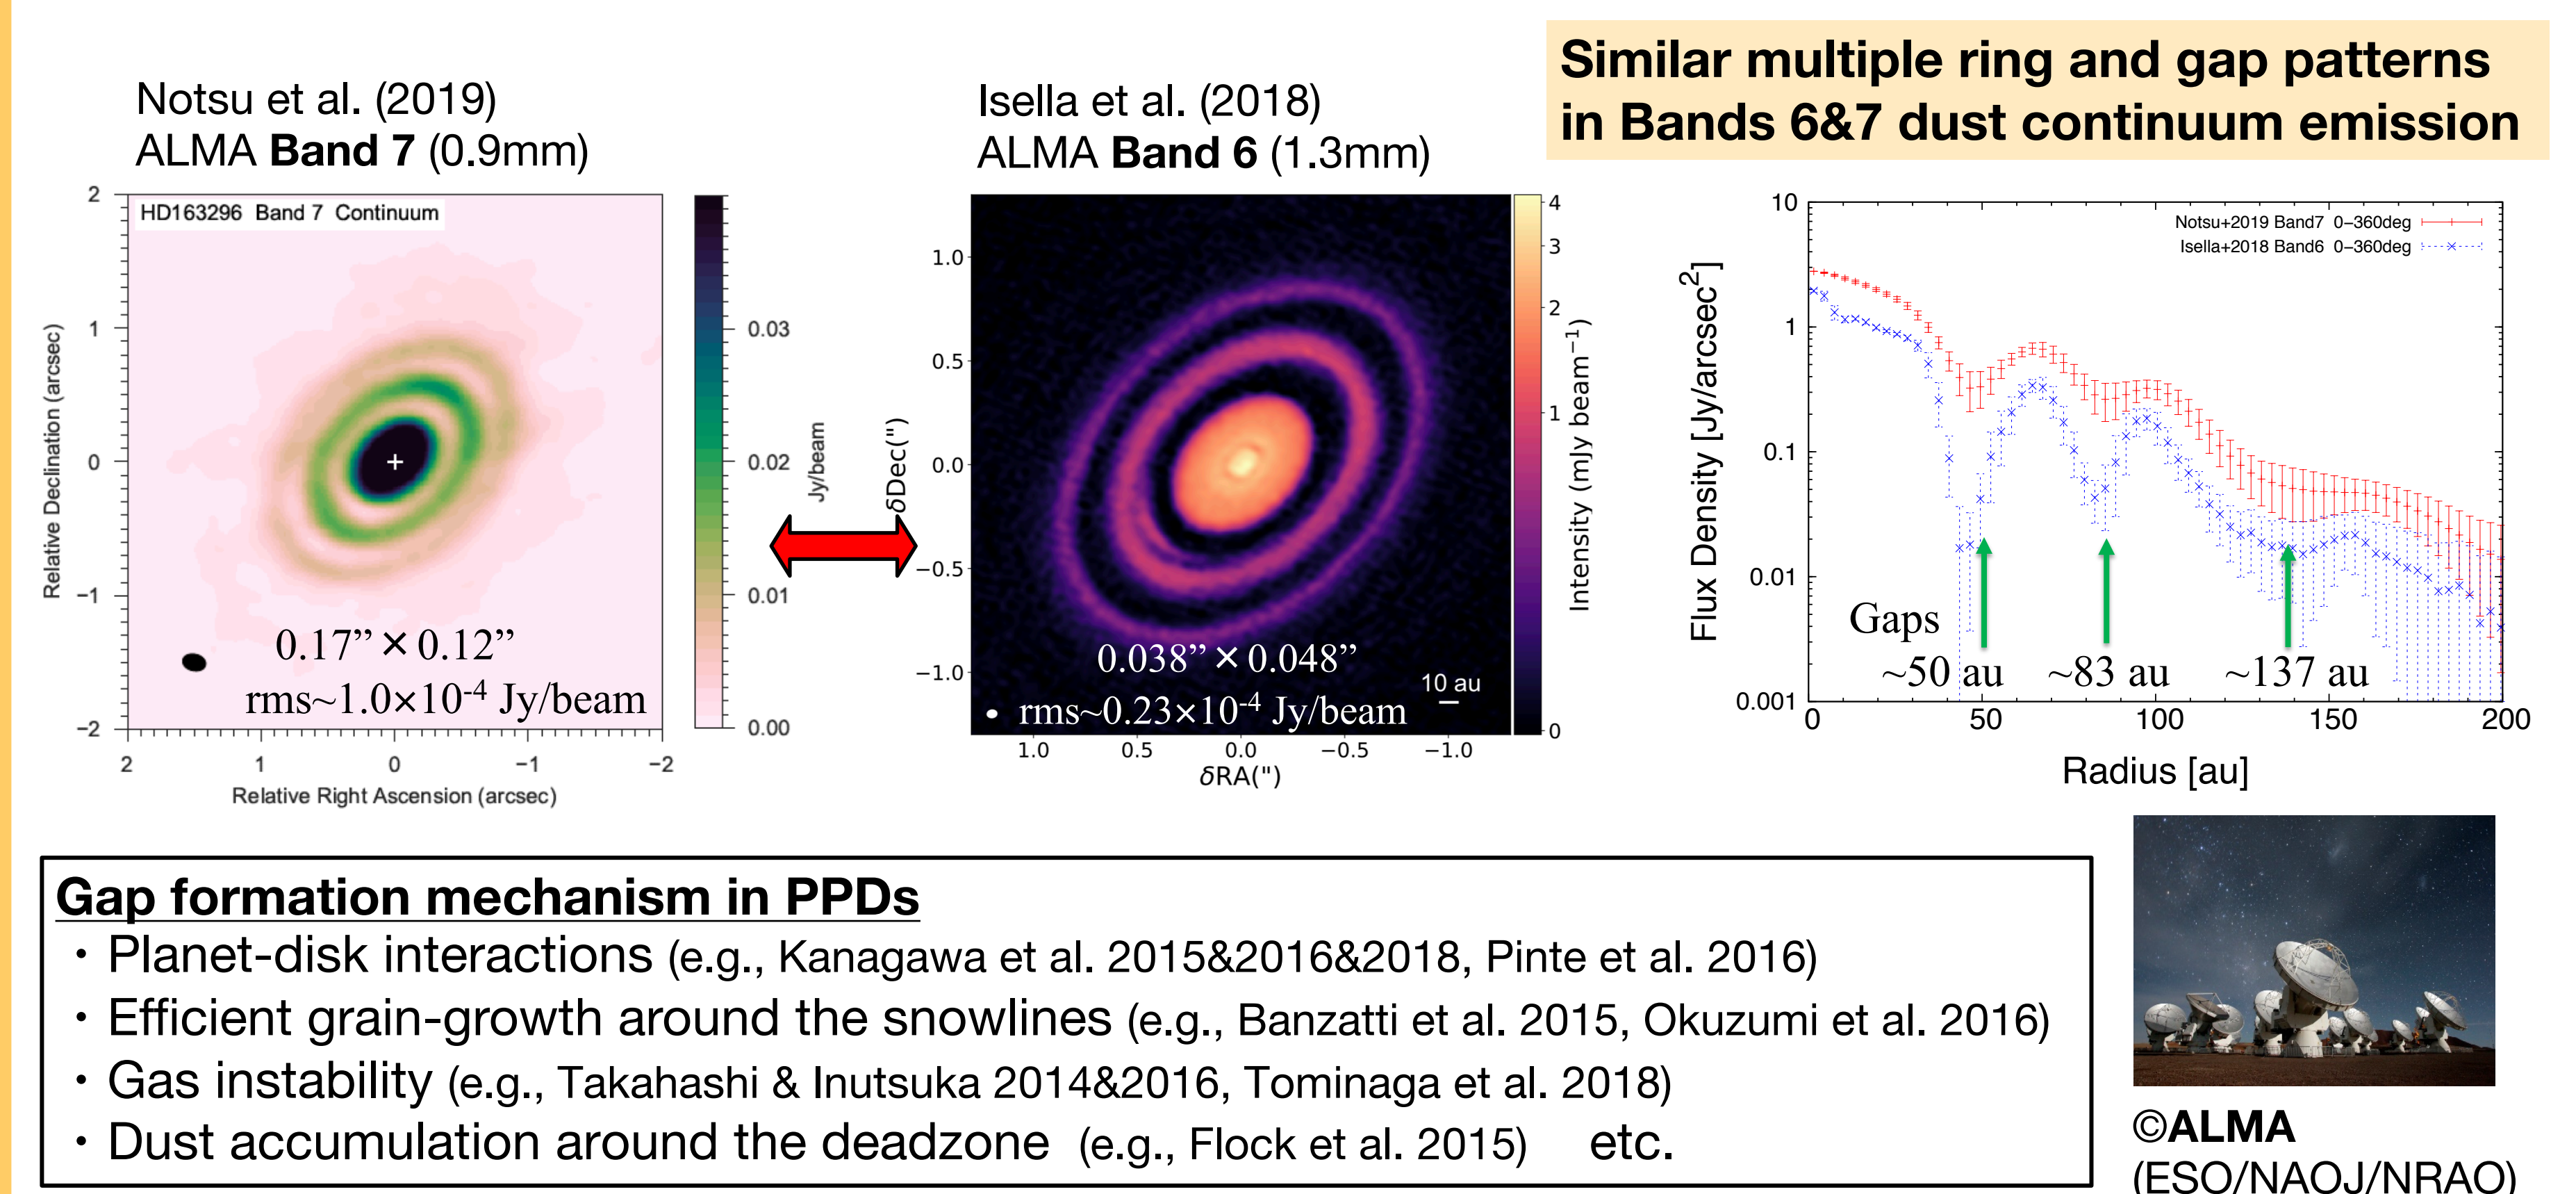 Similar multiple ring and gap patterns
in Bands 6&7 dust continuum emission
Notsu et al. (2019)
ALMA Band 7 (0.9mm)
HD163296 Band 7 Continuum
2
1
0
−1
−2
Relative Declination (arcsec)
2
1
0
−1
−2
Relative Right Ascension (arcsec)
0.17” × 0.12”
rms~1.0×10-4 Jy/beam
0.03
0.02
0.01
0.00
Jy/beam
Isella et al. (2018)
ALMA Band 6 (1.3mm)
1.0
0.5
0.0
−0.5
−1.0
δDec(")
1.0
0.5
0.0
−0.5
−1.0
δRA(")
0.038” × 0.048”
rms~0.23×10-4 Jy/beam
10 au
4
3
2
1
0
Intensity (mJy beam−1)
Notsu+2019 Band7 0−360deg
Isella+2018 Band6 0−360deg
10
1
0.1
0.01
0.001
Flux Density [Jy/arcsec2]
Gaps
~50 au
~83 au
~137 au
0
50
100
150
200
Radius [au]
Gap formation mechanism in PPDs
・Planet-disk interactions (e.g., Kanagawa et al. 2015&2016&2018, Pinte et al. 2016)
・Efficient grain-growth around the snowlines (e.g., Banzatti et al. 2015, Okuzumi et al. 2016)
・Gas instability (e.g., Takahashi & Inutsuka 2014&2016, Tominaga et al. 2018)
・Dust accumulation around the deadzone (e.g., Flock et al. 2015) etc.
©ALMA
(ESO/NAOJ/NRAO)